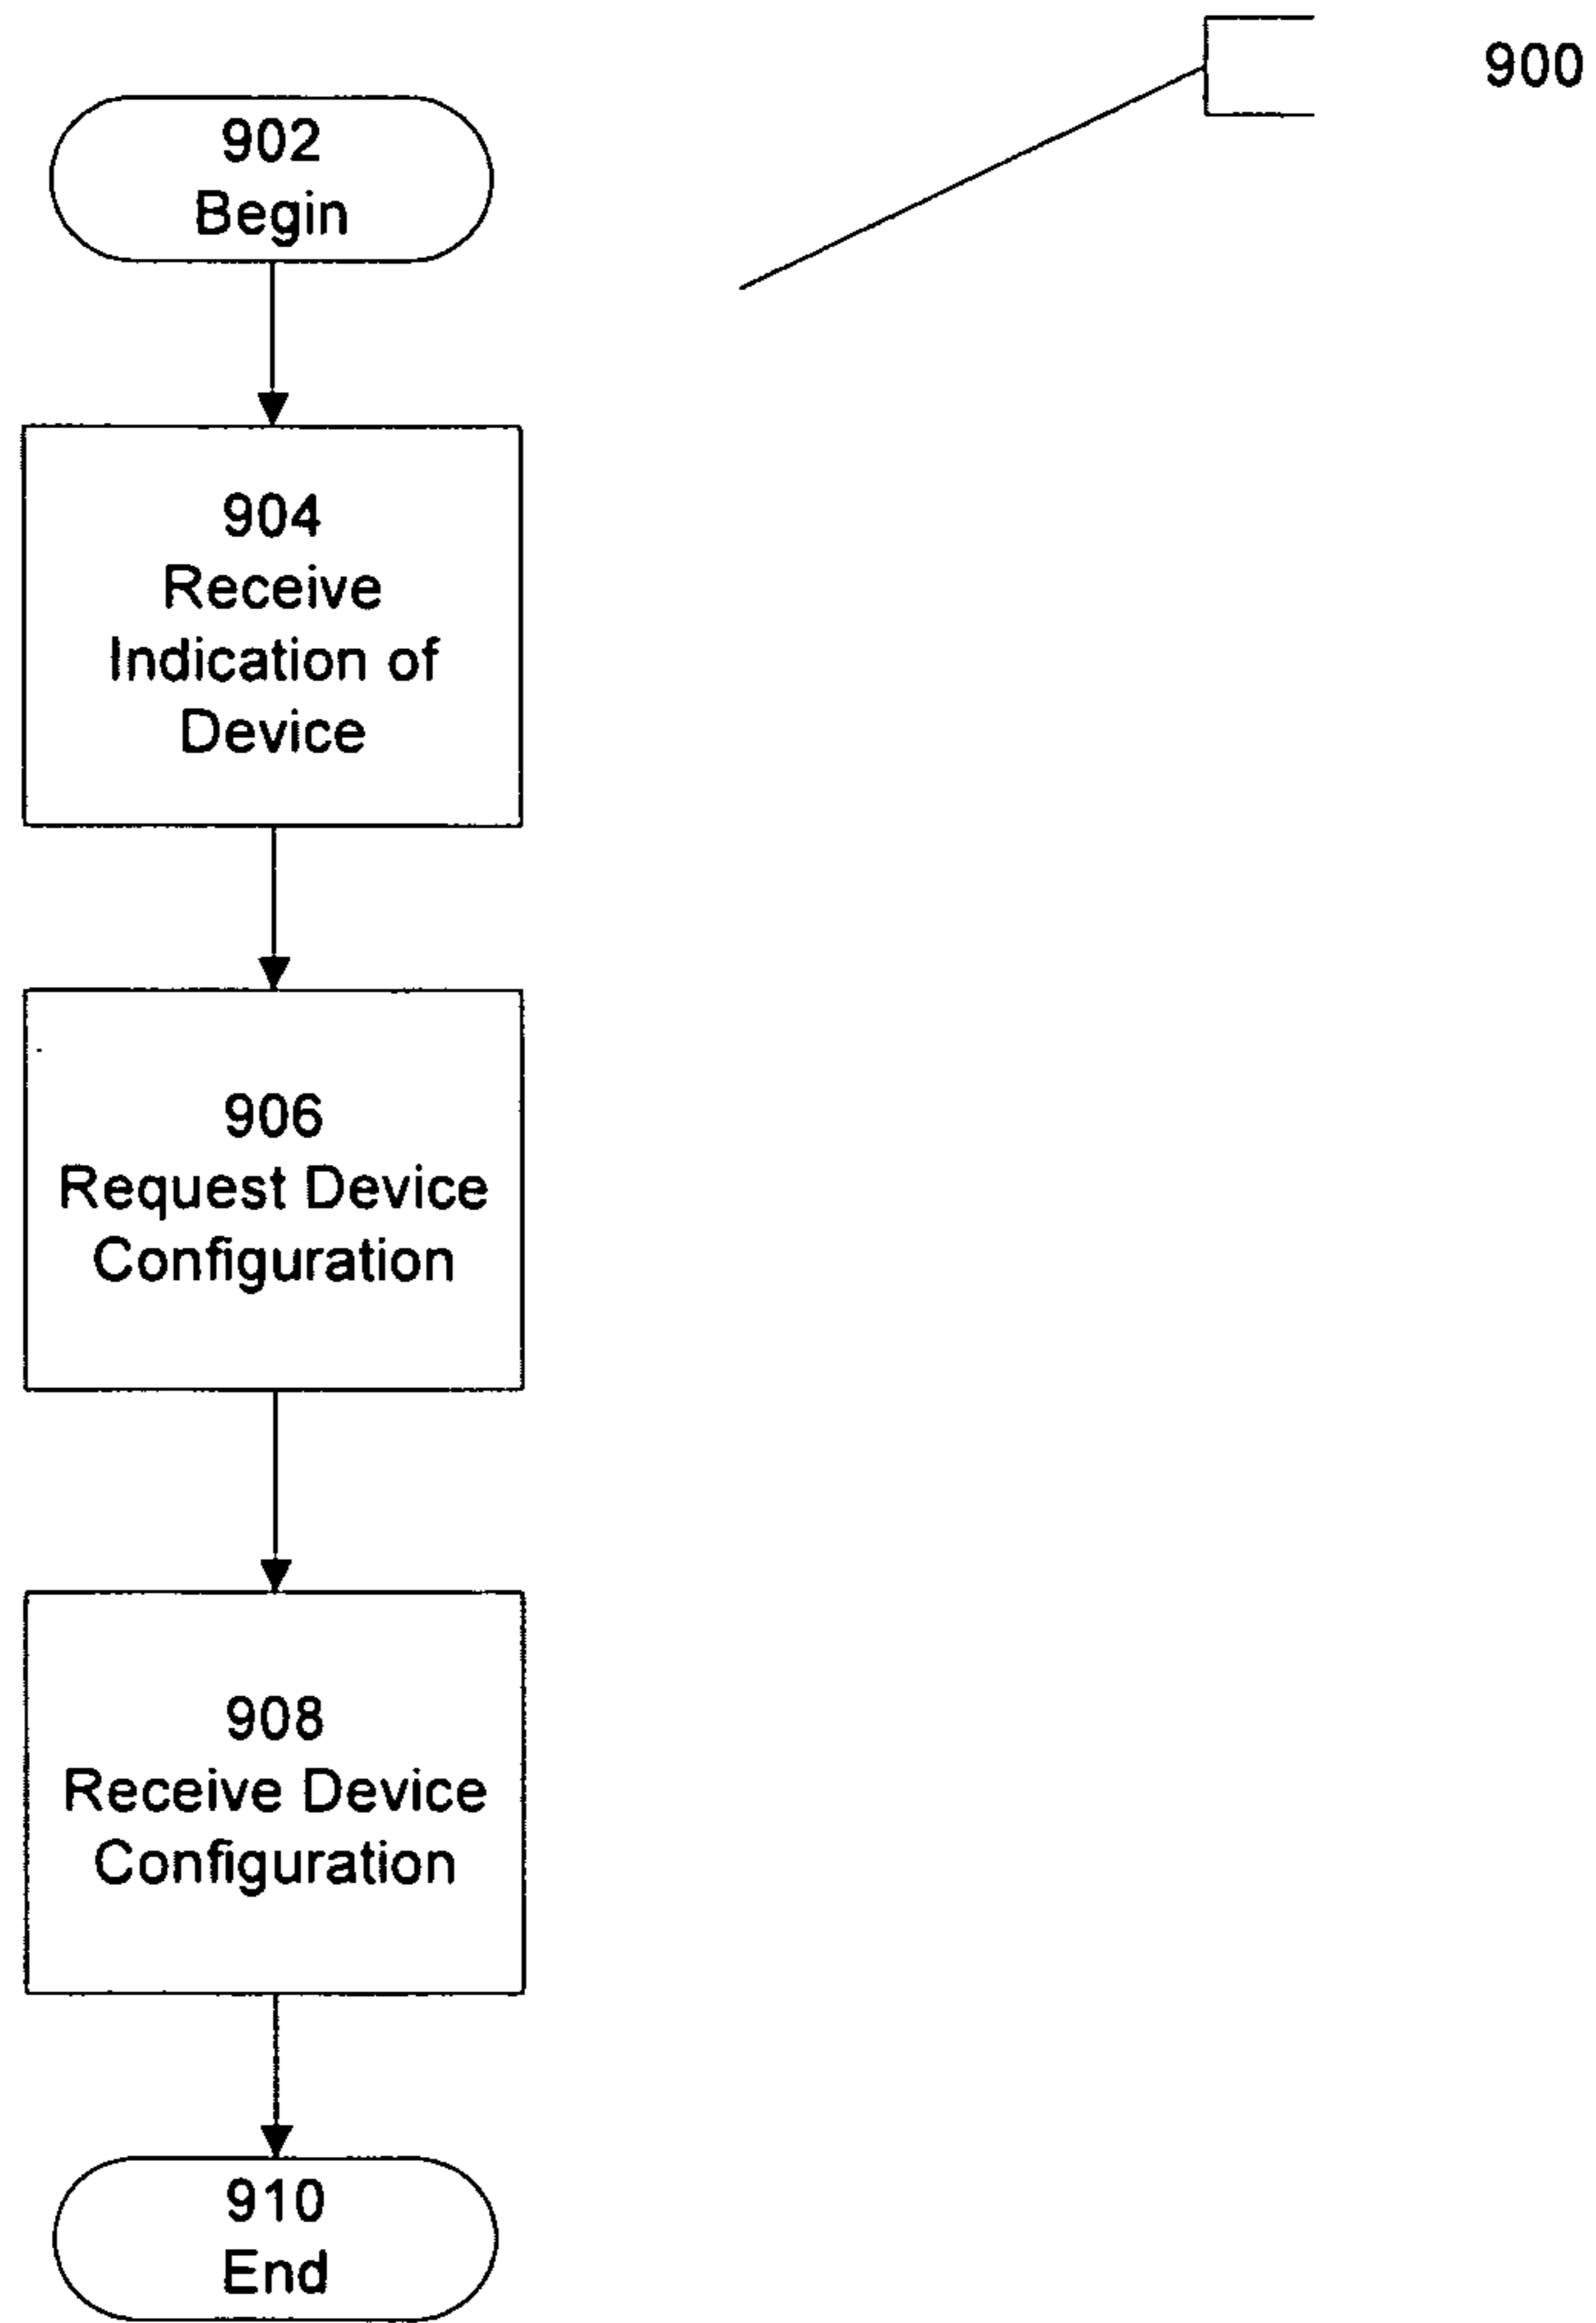 900
902
Begin
904
Receive
Indication of
Device
906
Request Device
Configuration
908
Receive Device
Configuration
910
End